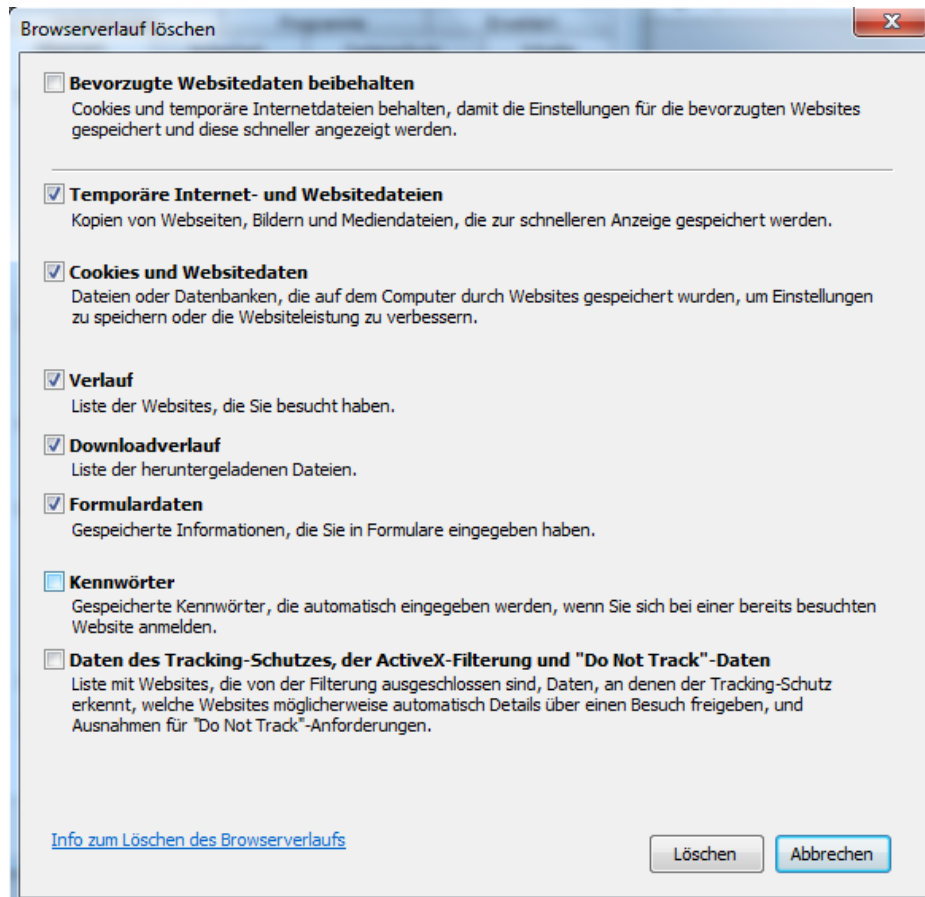 Browserverlauf löschen
Bevorzugte Websitedaten beibehalten
Cookies und temporäre Internetdateien behalten, damit die Einstellungen für die bevorzugten Websites
gespeichert und diese schneller angezeigt werden.
Temporäre Internet- und Websitedateien
Kopien von Webseiten, Bildern und Mediendateien, die zur schnelleren Anzeige gespeichert werden.
Cookies und Websitedaten
Dateien oder Datenbanken, die auf dem Computer durch Websites gespeichert wurden, um Einstellungen
zu speichern oder die Websiteleistung zu verbessern.
Verlauf
Liste der Websites, die Sie besucht haben.
Downloadverlauf
Liste der heruntergeladenen Dateien.
Formulardaten
Gespeicherte Informationen, die Sie in Formulare eingegeben haben.
Kennwörter
Gespeicherte Kennwörter, die automatisch eingegeben werden, wenn Sie sich bei einer bereits besuchten
Website anmelden.
Daten des Tracking-Schutzes, der ActiveX-Filterung und "Do Not Track"-Daten
Liste mit Websites, die von der Filterung ausgeschlossen sind, Daten, an denen der Tracking-Schutz
erkennt, welche Websites möglicherweise automatisch Details über einen Besuch freigeben, und
Ausnahmen für "Do Not Track"-Anforderungen.
Info zum Löschen des Browserverlaufs
Löschen
Abbrechen